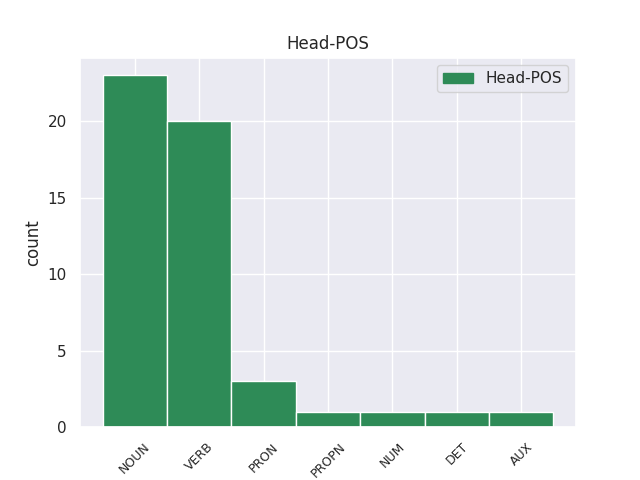 Head-POS
Head-POS
20
15
10
5
0
count
NOUN
VERB
PRON
PROPN
NUM
DET
AUX